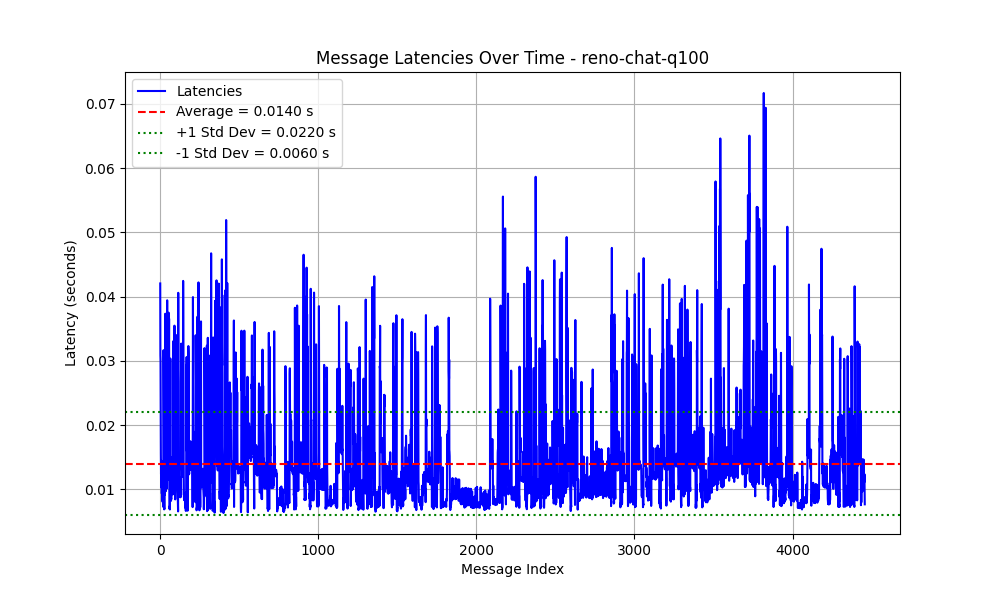 Message Latencies Over Time - reno-chat-q100
Latencies
Average = 0.0140 s
+1 Std Dev = 0.0220 s
-1 Std Dev = 0.0060 s
0.07
0.06
0.05
0.04
0.03
0.02
0.01
Latency (seconds)
0 1000 2000 3000 4000
Message Index